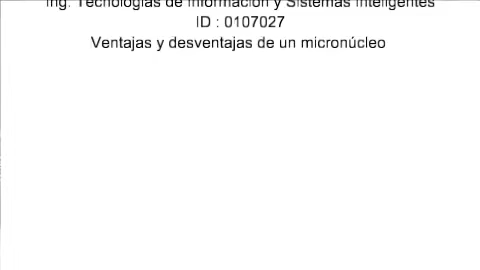 Ing. Tecnologías de Información y Sistemas Inteligentes
ID : 0107027
Ventajas y desventajas de un micronúcleo